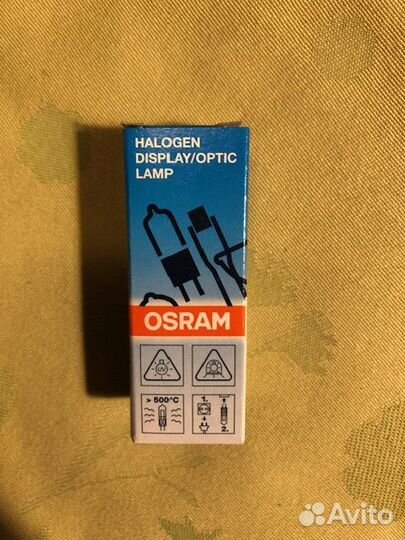 HALOGEN
DISPLAY/OPTIC
LAMP
OSRAM
UV
> 500°C
1.
2.
Avito